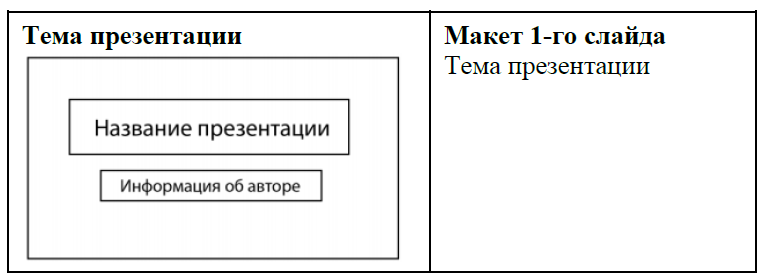 Тема презентации
Название презентации
Информация об авторе
Макет 1-го слайда
Тема презентации